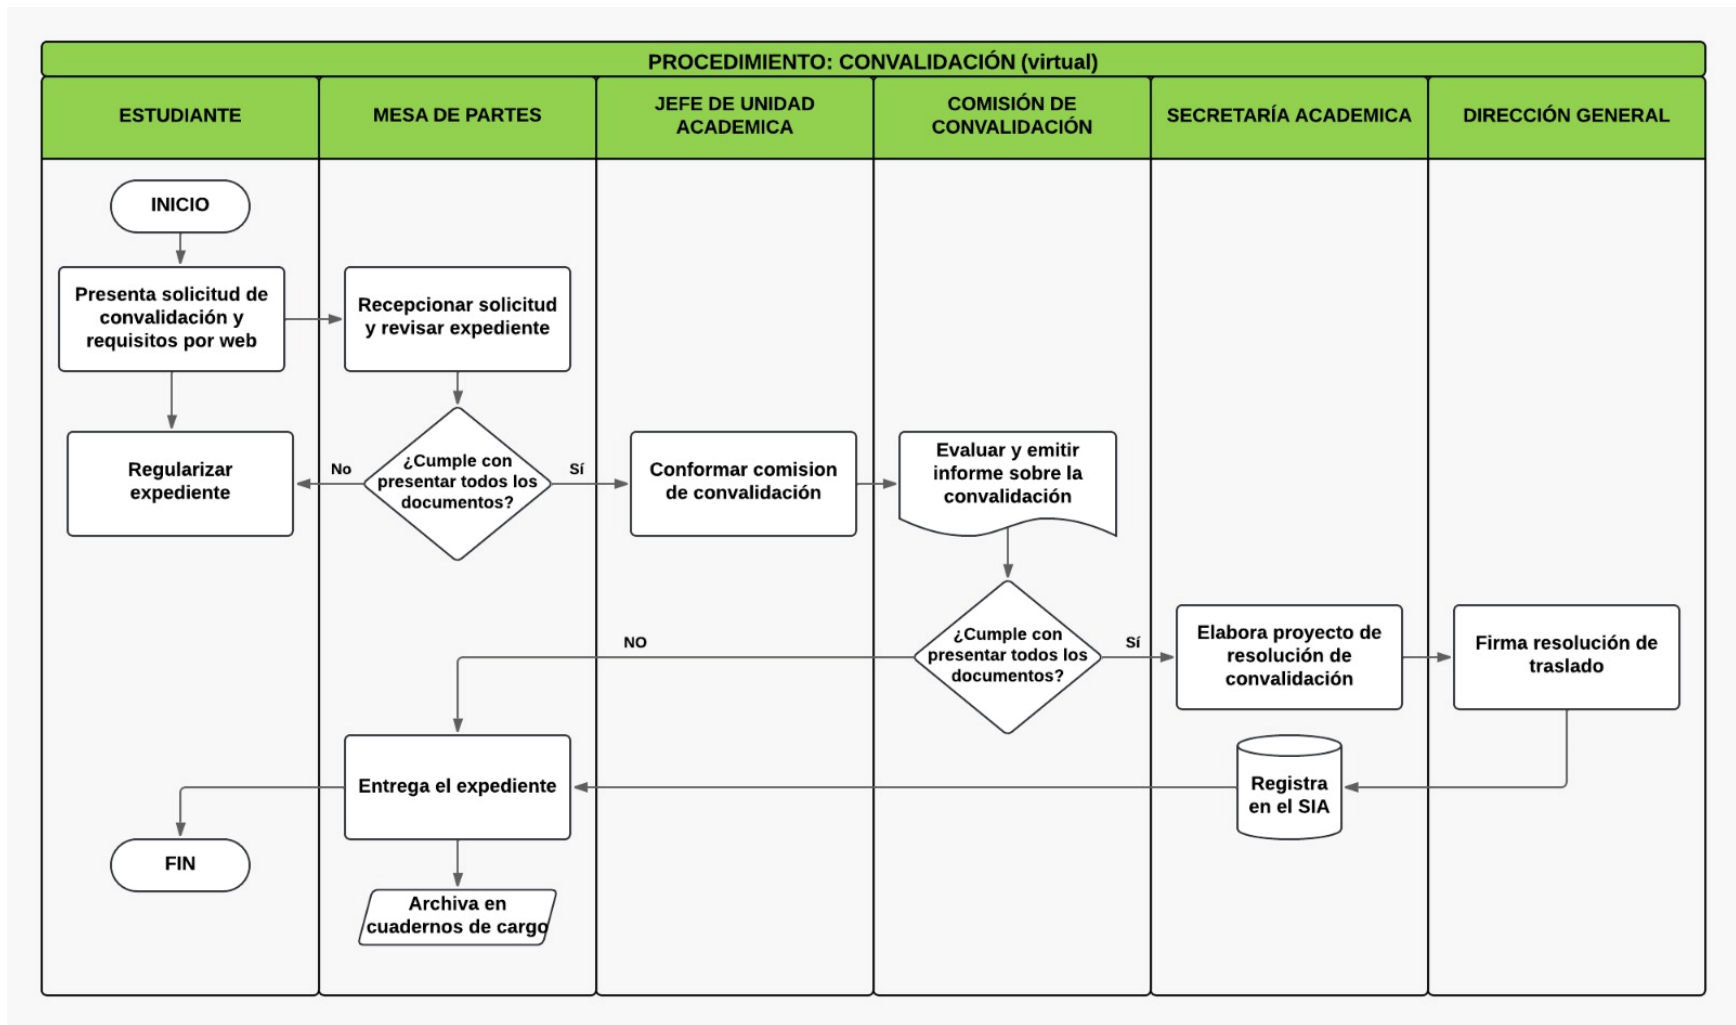 PROCEDIMIENTO: CONVALIDACIÓN (virtual)
ESTUDIANTE
MESA DE PARTES
JEFE DE UNIDAD
ACADEMICA
COMISIÓN DE
CONVALIDACIÓN
SECRETARÍA ACADEMICA
DIRECCIÓN GENERAL
INICIO
Presenta solicitud de
convalidación y
requisitos por web
Recepcionar solicitud
y revisar expediente
Regularizar
expediente
No
¿Cumple con
presentar todos los
documentos?
Sí
Conformar comision
de convalidación
Evaluar y emitir
informe sobre la
convalidación
NO
¿Cumple con
presentar todos los
documentos?
Sí
Elabora proyecto de
resolución de
convalidación
Firma resolución de
traslado
Entrega el expediente
Registra
en el SIA
FIN
Archiva en
cuadernos de cargo